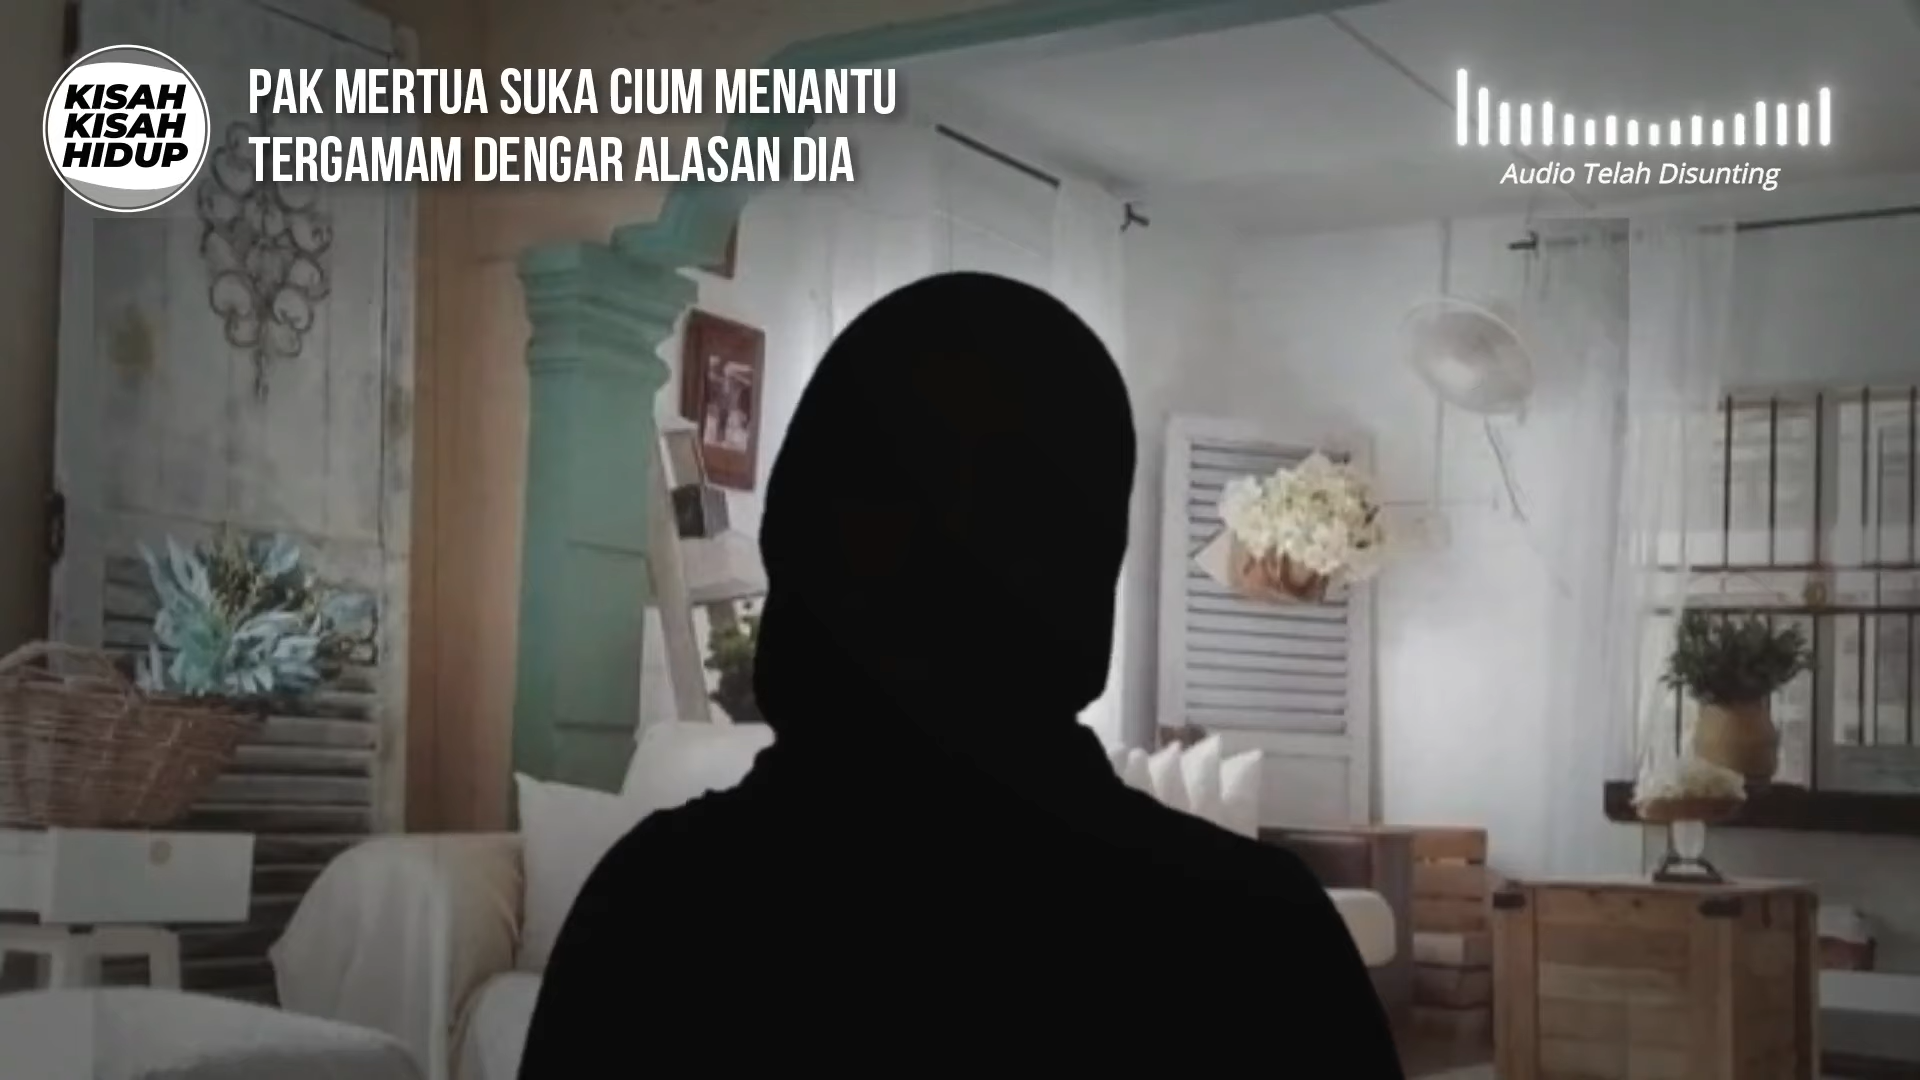 KISAH
KISAH
HIDUP
PAK MERTUA SUKA CIUM MENANTU
TERGAMAM DENGAR ALASAN DIA
Audio Telah Disunting